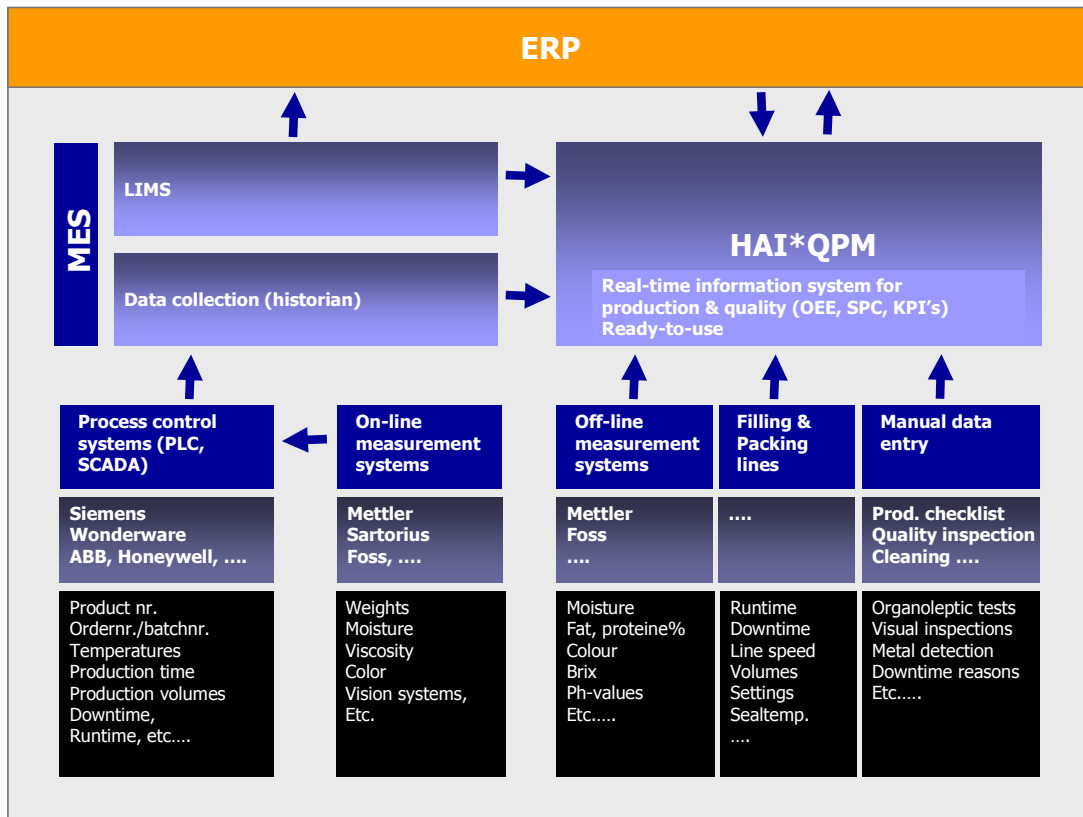 ERP
MES
LIMS
Data collection (historian)
HAI*QPM
Real-time information system for
production & quality (OEE, SPC, KPI’s)
Ready-to-use
Process control
systems (PLC,
SCADA)
Siemens
Wonderware
ABB, Honeywell, ....
Product nr.
Ordernr./batchnr.
Temperatures
Production time
Production volumes
Downtime,
Runtime, etc....
On-line
measurement
systems
Mettler
Sartorius
Foss, ....
Weights
Moisture
Viscosity
Color
Vision systems,
Etc.
Off-line
measurement
systems
Mettler
Foss
....
Moisture
Fat, proteine%
Colour
Brix
Ph-values
Etc.....
Filling &
Packing
lines
....
Runtime
Downtime
Line speed
Volumes
Settings
Sealtemp.
....
Manual data
entry
Prod. checklist
Quality inspection
Cleaning ....
Organoleptic tests
Visual inspections
Metal detection
Downtime reasons
Etc.....